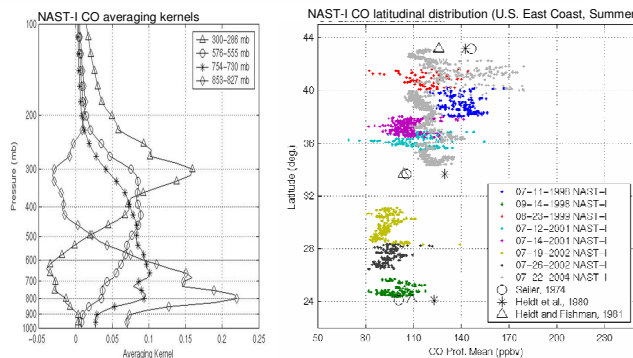 NAST-I CO averaging kernels
100
100
200
300
400
500
600
700
800
900
1000
Pressure (mb)
300-286 mb
576-555 mb
754-730 mb
853-827 mb
-0.05
0
0.05
0.1
0.15
0.2
0.25
Averaging Kernel
NAST-I CO latitudinal distribution (U.S. East Coast, Summer
44
40
36
32
28
24
Latitude (deg)
07-11-1998 NAST-I
09-14-1998 NAST-I
08-23-1999 NAST-I
07-12-2001 NAST-I
07-14-2001 NAST-I
07-19-2002 NAST-I
07-26-2002 NAST-I
07-22-2004 NAST-I
Seiler, 1974
Heidt et al., 1980
Heidt and Fishman, 1981
50
80
110
140
170
200
CO Prof. Mean (ppbv)